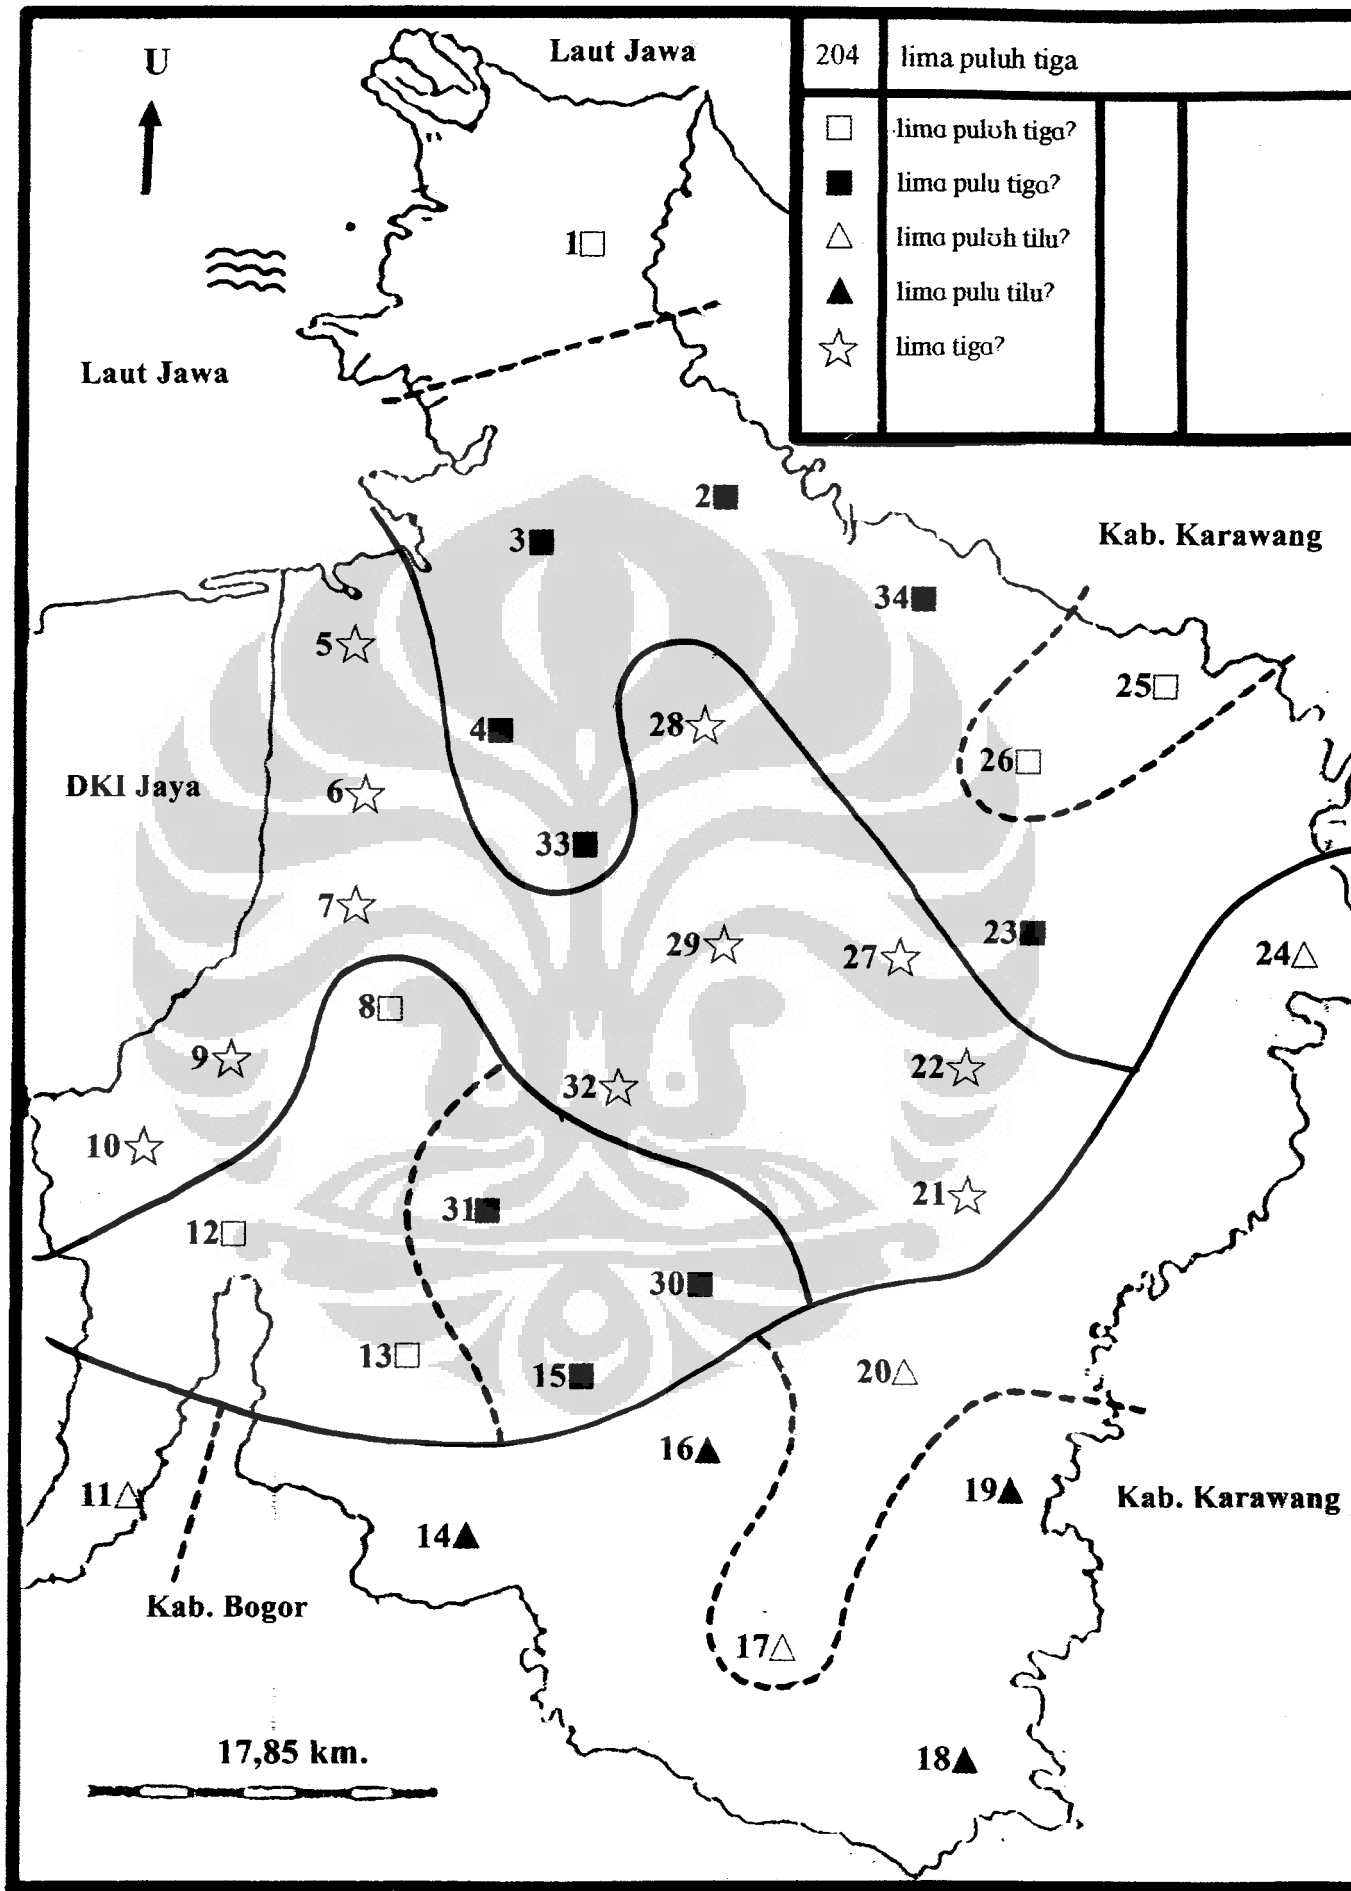 U
Laut Jawa
204 lima puluh tiga
lima puloh tiga?
lima pulu tiga?
lima puloh tilu?
lima pulu tilu?
lima tiga?
1
Laut Jawa
2
3
Kab. Karawang
34
5
25
4
28
26
DKI Jaya
6
33
7
23
29
27
24
8
9
22
32
10
21
31
12
30
13
15
20
16
19
11
Kab. Karawang
14
Kab. Bogor
17
17,85 km.
18